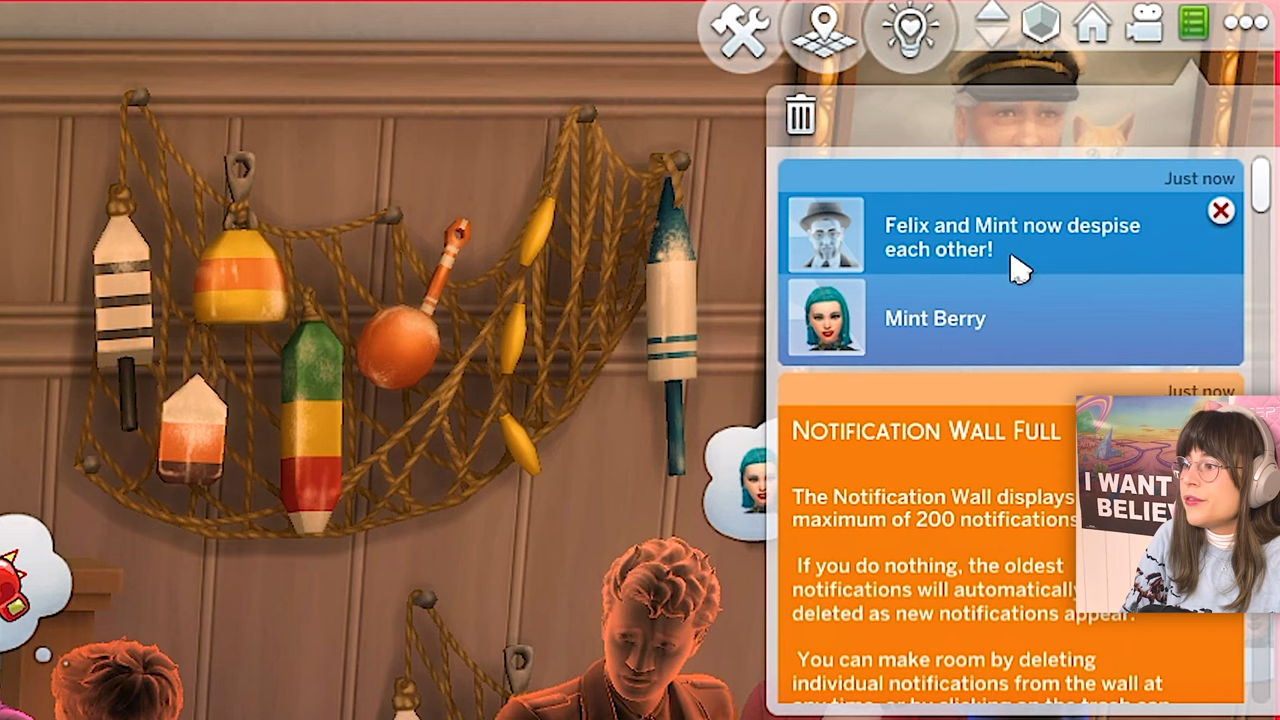 Just now
Felix and Mint now despise
each other!
Mint Berry
Just now
NOTIFICATION WALL FULL
The Notification Wall displays
maximum of 200 notifications
If you do nothing, the oldest
notifications will automatically
deleted as new notifications appear.
You can make room by deleting
individual notifications from the wall at
I WANT